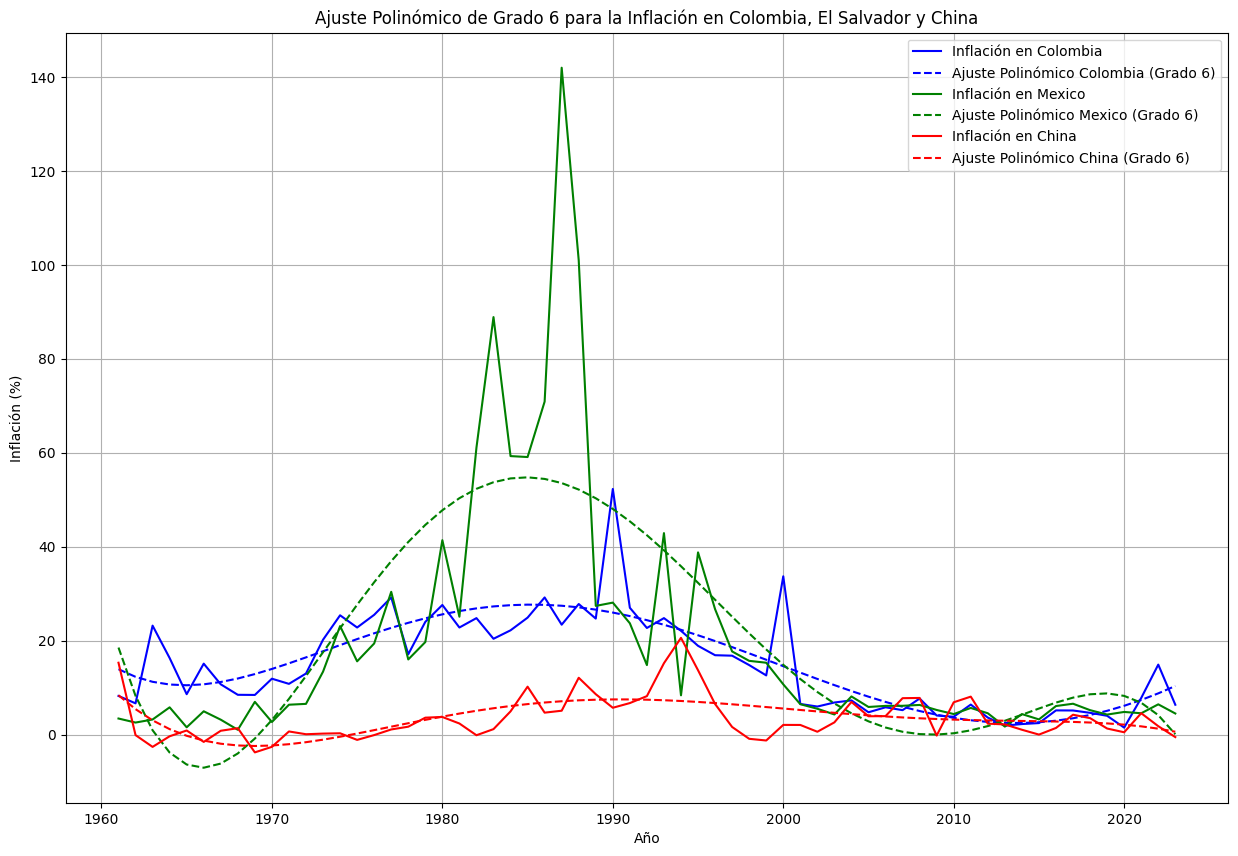 Ajuste Polinómico de Grado 6 para la Inflación en Colombia, El Salvador y China
Inflación en Colombia
Ajuste Polinómico Colombia (Grado 6)
Inflación en Mexico
Ajuste Polinómico Mexico (Grado 6)
Inflación en China
Ajuste Polinómico China (Grado 6)
Inflación (%)
140
120
100
80
60
40
20
0
1960
1970
1980
1990
2000
2010
2020
Año